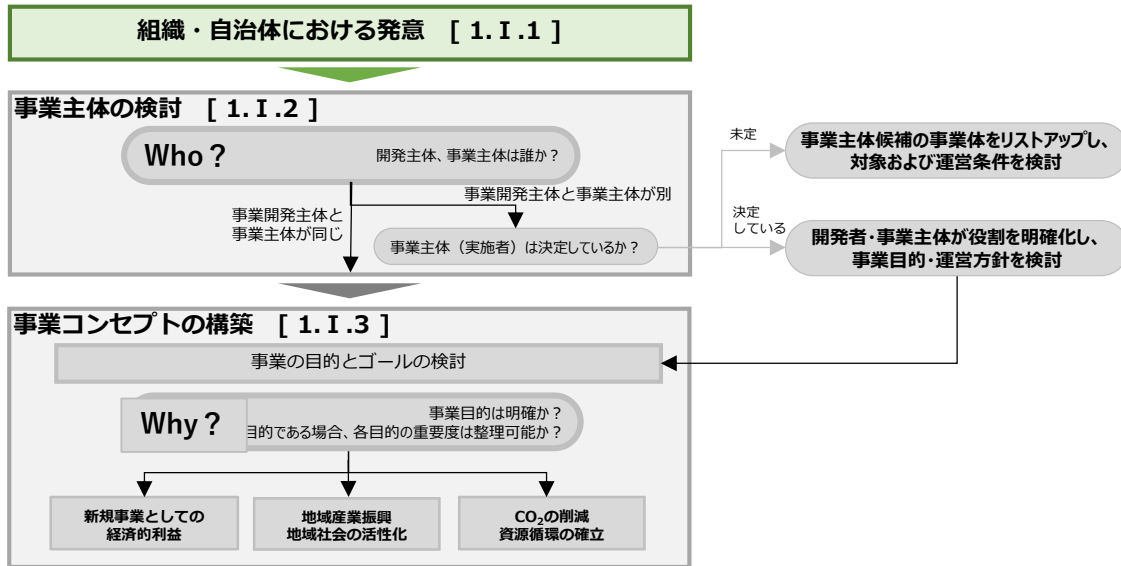 組織・自治体における発意 [ 1.Ⅰ.1 ]
事業主体の検討 [ 1.Ⅰ.2 ]
Who？
開発主体、事業主体は誰か？
事業開発主体と事業主体が別
事業開発主体と
事業主体が同じ
事業主体（実施者）は決定しているか？
未定
事業主体候補の事業体をリストアップし、
対象および運営条件を検討
決定
している
開発者・事業主体が役割を明確化し、
事業目的・運営方針を検討
事業コンセプトの構築 [ 1.Ⅰ.3 ]
事業の目的とゴールの検討
Why？
事業目的は明確か？
目的である場合、各目的の重要度は整理可能か？
新規事業としての
経済的利益
地域産業振興
地域社会の活性化
CO₂の削減
資源循環の確立